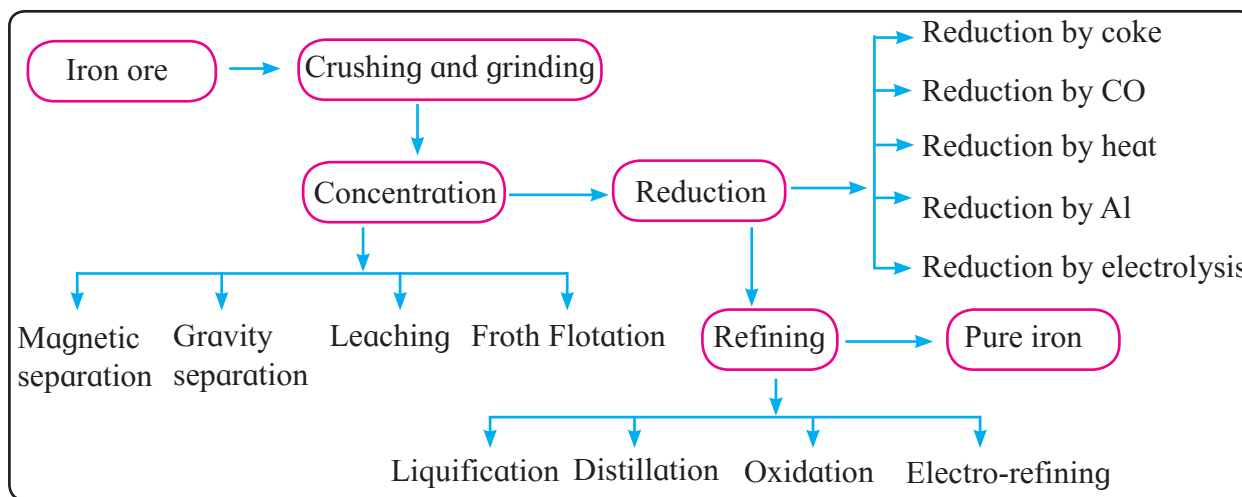 Iron ore
Crushing and grinding
Reduction by coke
Reduction by CO
Reduction by heat
Reduction by Al
Reduction by electrolysis
Concentration
Reduction
Magnetic
separation
Gravity
separation
Leaching
Froth Flotation
Refining
Pure iron
Liquification
Distillation
Oxidation
Electro-refining